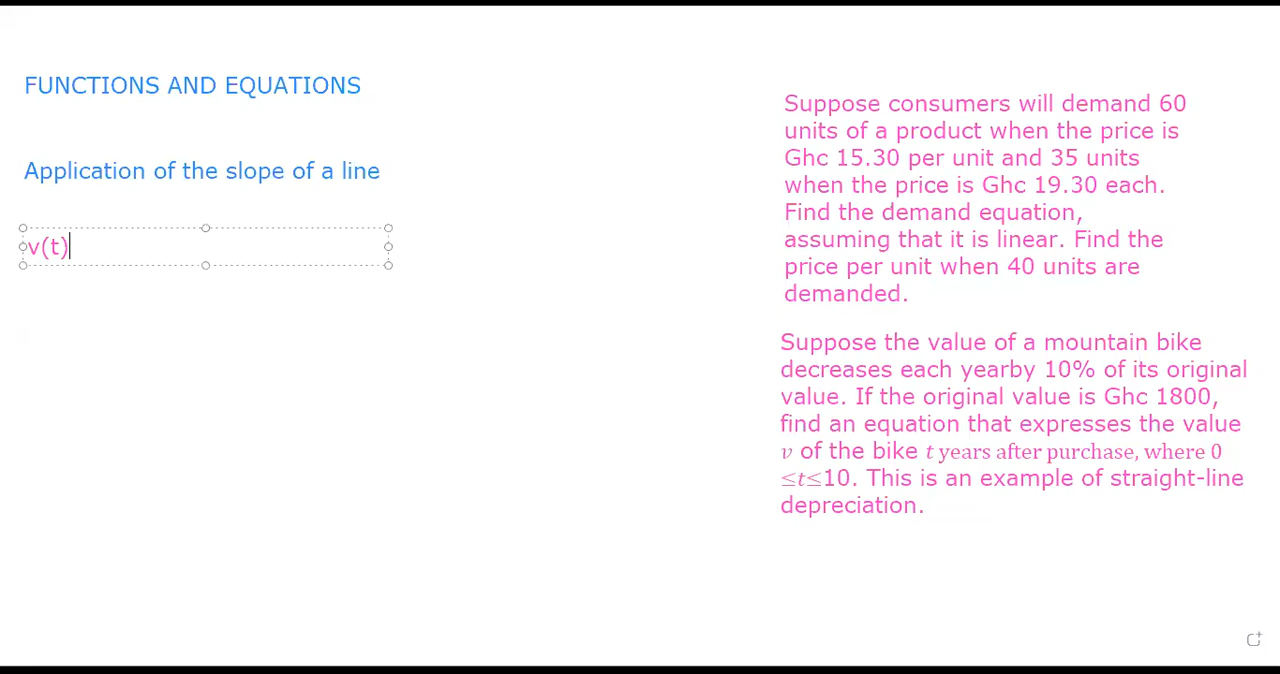 FUNCTIONS AND EQUATIONS
Application of the slope of a line
v(t)
Suppose consumers will demand 60
units of a product when the price is
Ghc 15.30 per unit and 35 units
when the price is Ghc 19.30 each.
Find the demand equation,
assuming that it is linear. Find the
price per unit when 40 units are
demanded.
Suppose the value of a mountain bike
decreases each yearby 10% of its original
value. If the original value is Ghc 1800,
find an equation that expresses the value
𝑣 of the bike 𝑡 years after purchase, where 0
≤𝑡≤10. This is an example of straight-line
depreciation.